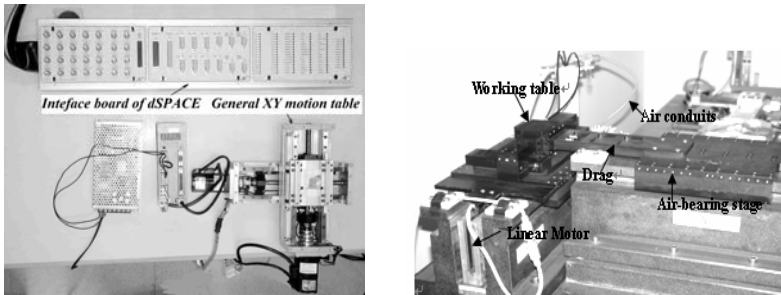 Inteface board of dSPACE General XY motion table
Working table↵
Air conduits
Drag↵
Air-bearing stage
Linear Motor
↵